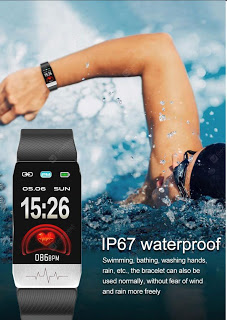 05.06 SUN
15:26
086BPM
IP67 waterproof
Swimming, bathing, washing hands,
rain, etc., the bracelet can also be
used normally, without fear of wind
and rain more freely